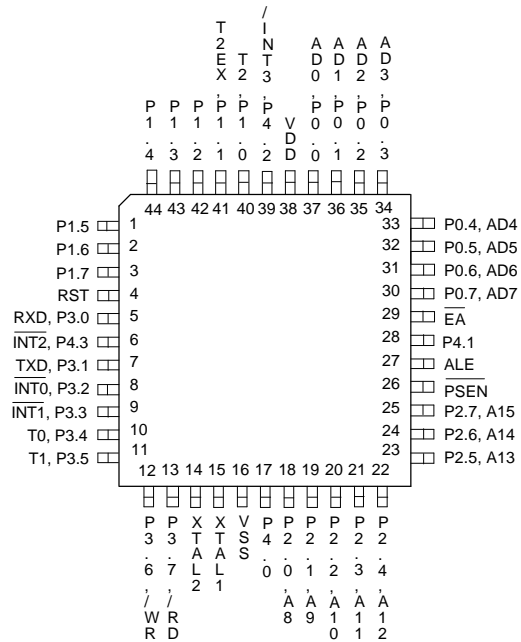 P1.4
P1.3
P1.2
T2EX,P1.1
T2,P1.0
/INT3,P4.2
VDD
AD0,P0.0
AD1,P0.1
AD2,P0.2
AD3,P0.3
44 43 42 41 40 39 38 37 36 35 34
P1.5 1
P1.6 2
P1.7 3
RST 4
RXD, P3.0 5
INT2, P4.3 6
TXD, P3.1 7
INT0, P3.2 8
INT1, P3.3 9
T0, P3.4 10
T1, P3.5 11
33 P0.4, AD4
32 P0.5, AD5
31 P0.6, AD6
30 P0.7, AD7
29 EA
28 P4.1
27 ALE
26 PSEN
25 P2.7, A15
24 P2.6, A14
23 P2.5, A13
12 13 14 15 16 17 18 19 20 21 22
P3.6,/WR
P3.7,/RD
XTAL2
XTAL1
VSS
P4.0
P2.0,A8
P2.1,A9
P2.2,A10
P2.3,A11
P2.4,A12